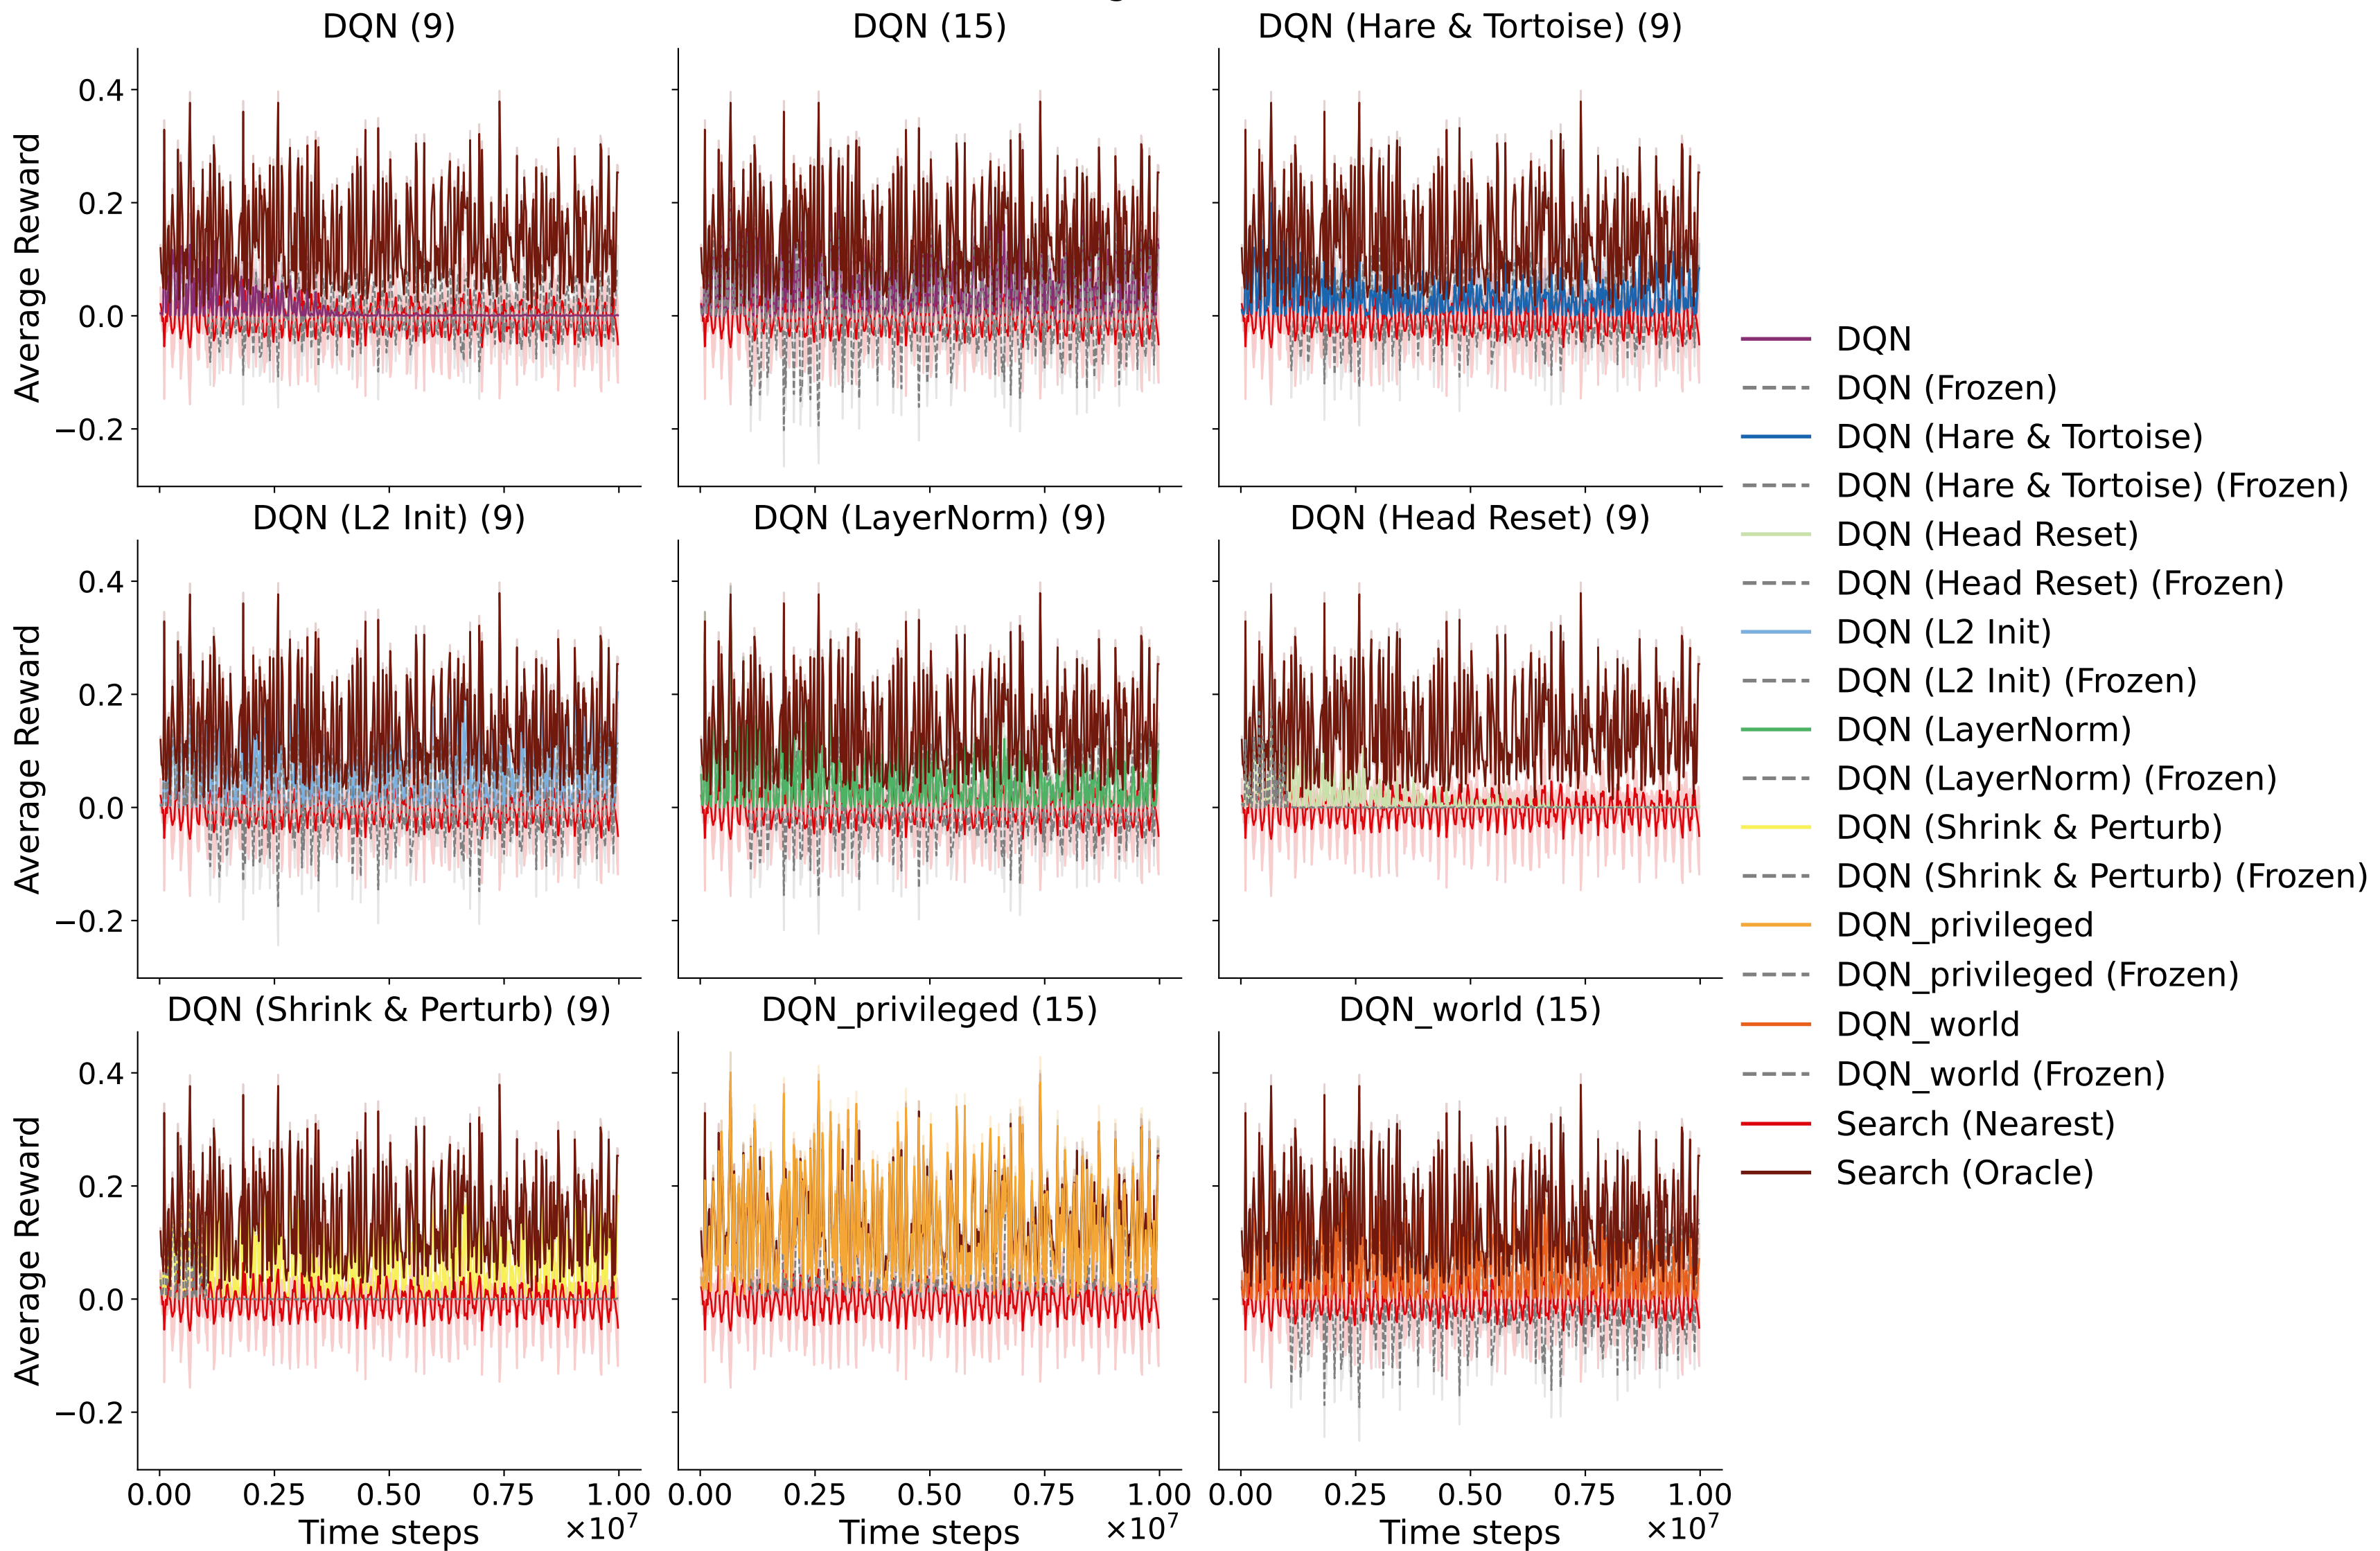 DQN (9)
DQN (15)
DQN (Hare & Tortoise) (9)
Average Reward
0.4
0.2
0.0
−0.2
DQN (L2 Init) (9)
DQN (LayerNorm) (9)
DQN (Head Reset) (9)
Average Reward
0.4
0.2
0.0
−0.2
DQN (Shrink & Perturb) (9)
DQN_privileged (15)
DQN_world (15)
Average Reward
0.4
0.2
0.0
−0.2
0.00 0.25 0.50 0.75 1.00
×10⁷
Time steps
0.00 0.25 0.50 0.75 1.00
×10⁷
Time steps
0.00 0.25 0.50 0.75 1.00
×10⁷
Time steps
DQN
DQN (Frozen)
DQN (Hare & Tortoise)
DQN (Hare & Tortoise) (Frozen)
DQN (Head Reset)
DQN (Head Reset) (Frozen)
DQN (L2 Init)
DQN (L2 Init) (Frozen)
DQN (LayerNorm)
DQN (LayerNorm) (Frozen)
DQN (Shrink & Perturb)
DQN (Shrink & Perturb) (Frozen)
DQN_privileged
DQN_privileged (Frozen)
DQN_world
DQN_world (Frozen)
Search (Nearest)
Search (Oracle)